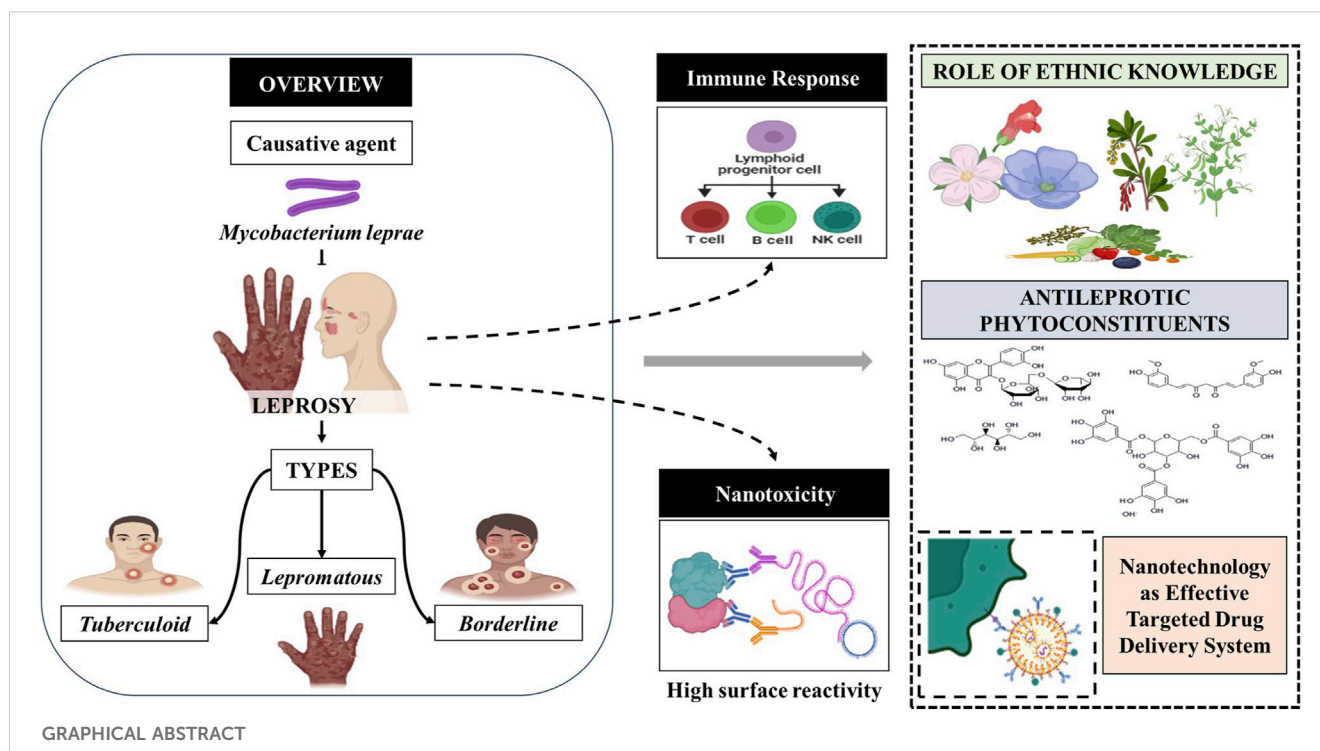 OVERVIEW
Causative agent
Mycobacterium leprae
LEPROSY
TYPES
Tuberculoid
Lepromatous
Borderline
Immune Response
Lymphoid
progenitor cell
T cell
B cell
NK cell
Nanotoxicity
High surface reactivity
ROLE OF ETHNIC KNOWLEDGE
ANTILEPROTIC
PHYTOCONSTITUENTS
Nanotechnology
as Effective
Targeted Drug
Delivery System
GRAPHICAL ABSTRACT